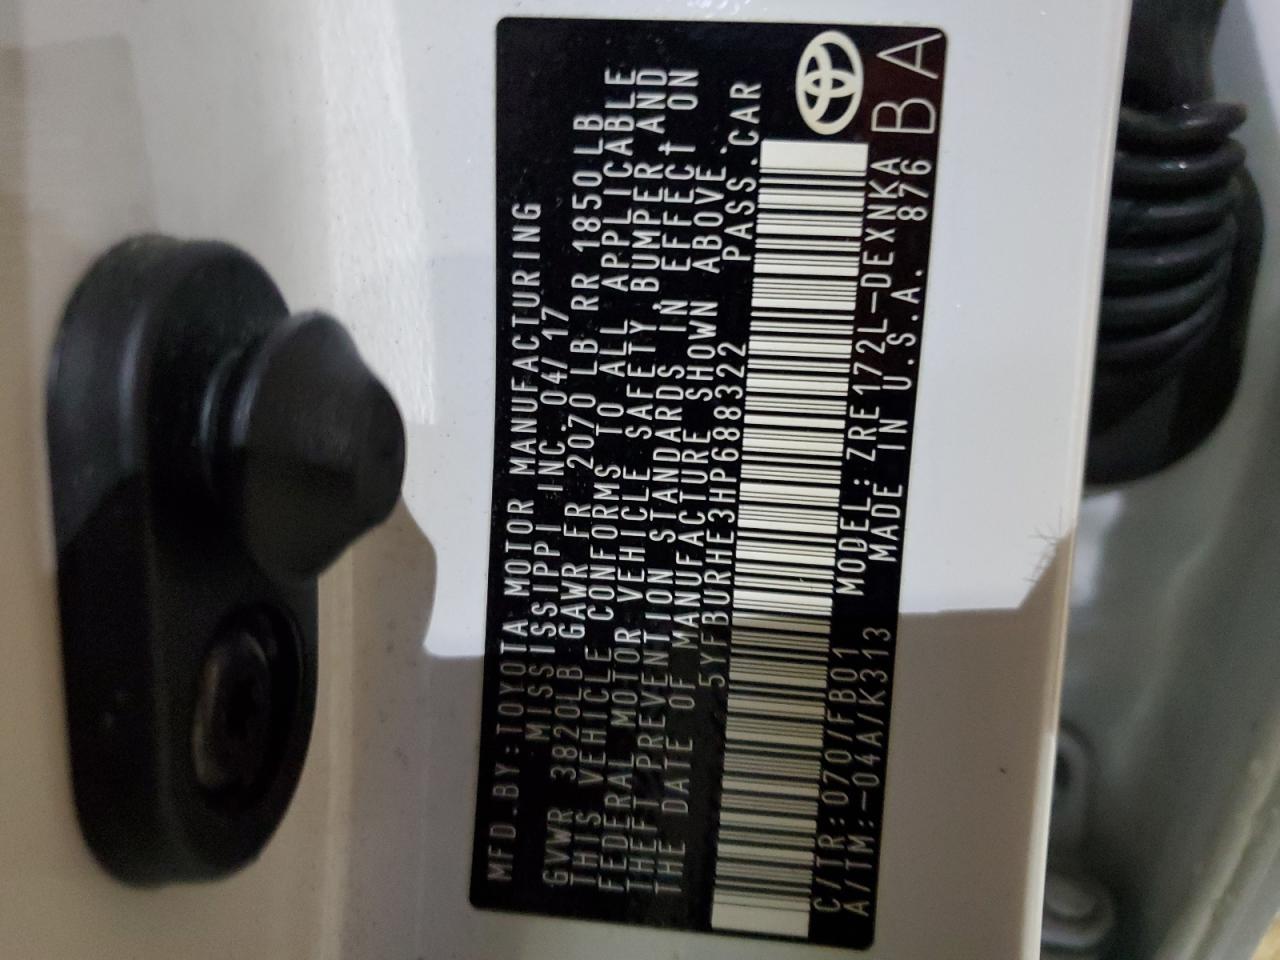 MFD.BY:TOYOTA MOTOR MANUFACTURING
MISSISSIPPI INC. 04/17
GVWR 3820LB GAWR FR 2070 LB RR 1850LB
THIS VEHICLE CONFORMS TO ALL APPLICABLE
FEDERAL MOTOR VEHICLE SAFETY, BUMPER, AND
THEFT PREVENTION STANDARDS IN EFFECT ON
THE DATE OF MANUFACTURE SHOWN ABOVE.
5YFBURHE3HP688322 PASS.CAR
C/TR:070/FB01 MODEL: ZRE172L-DEXNKA
A/TM:-04A/K313 MADE IN U.S.A. 876 BA